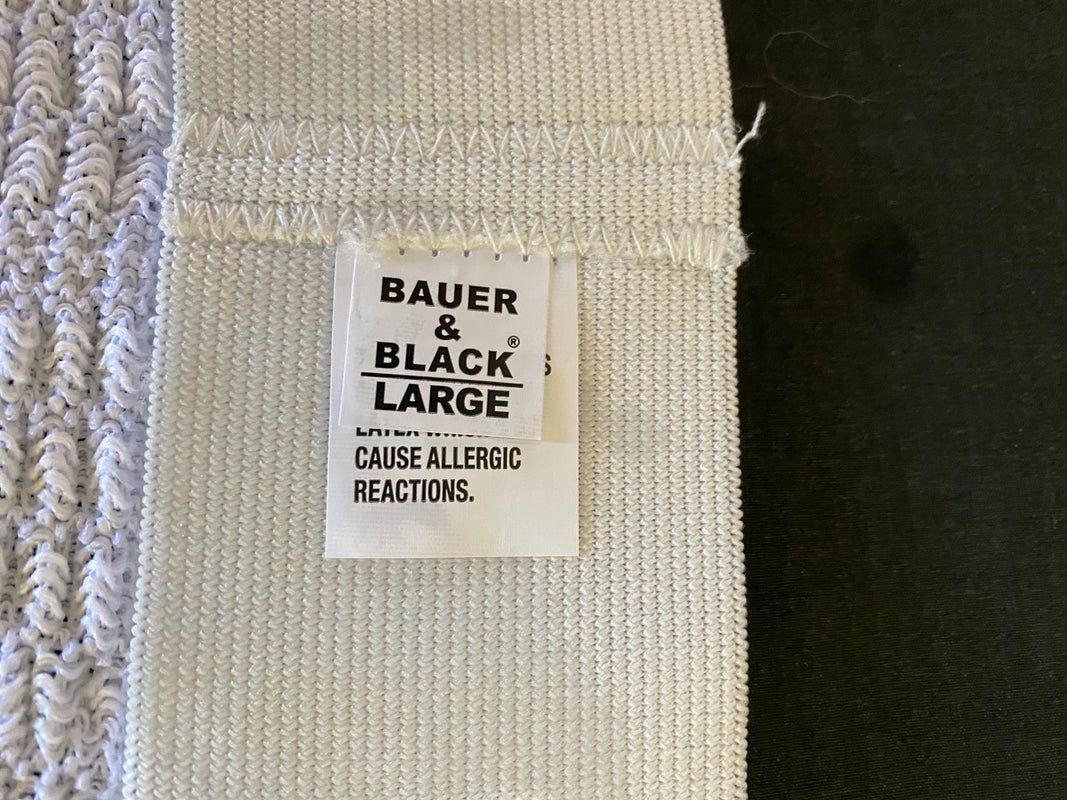 BAUER
&
BLACK®
LARGE
CAUSE ALLERGIC
REACTIONS.